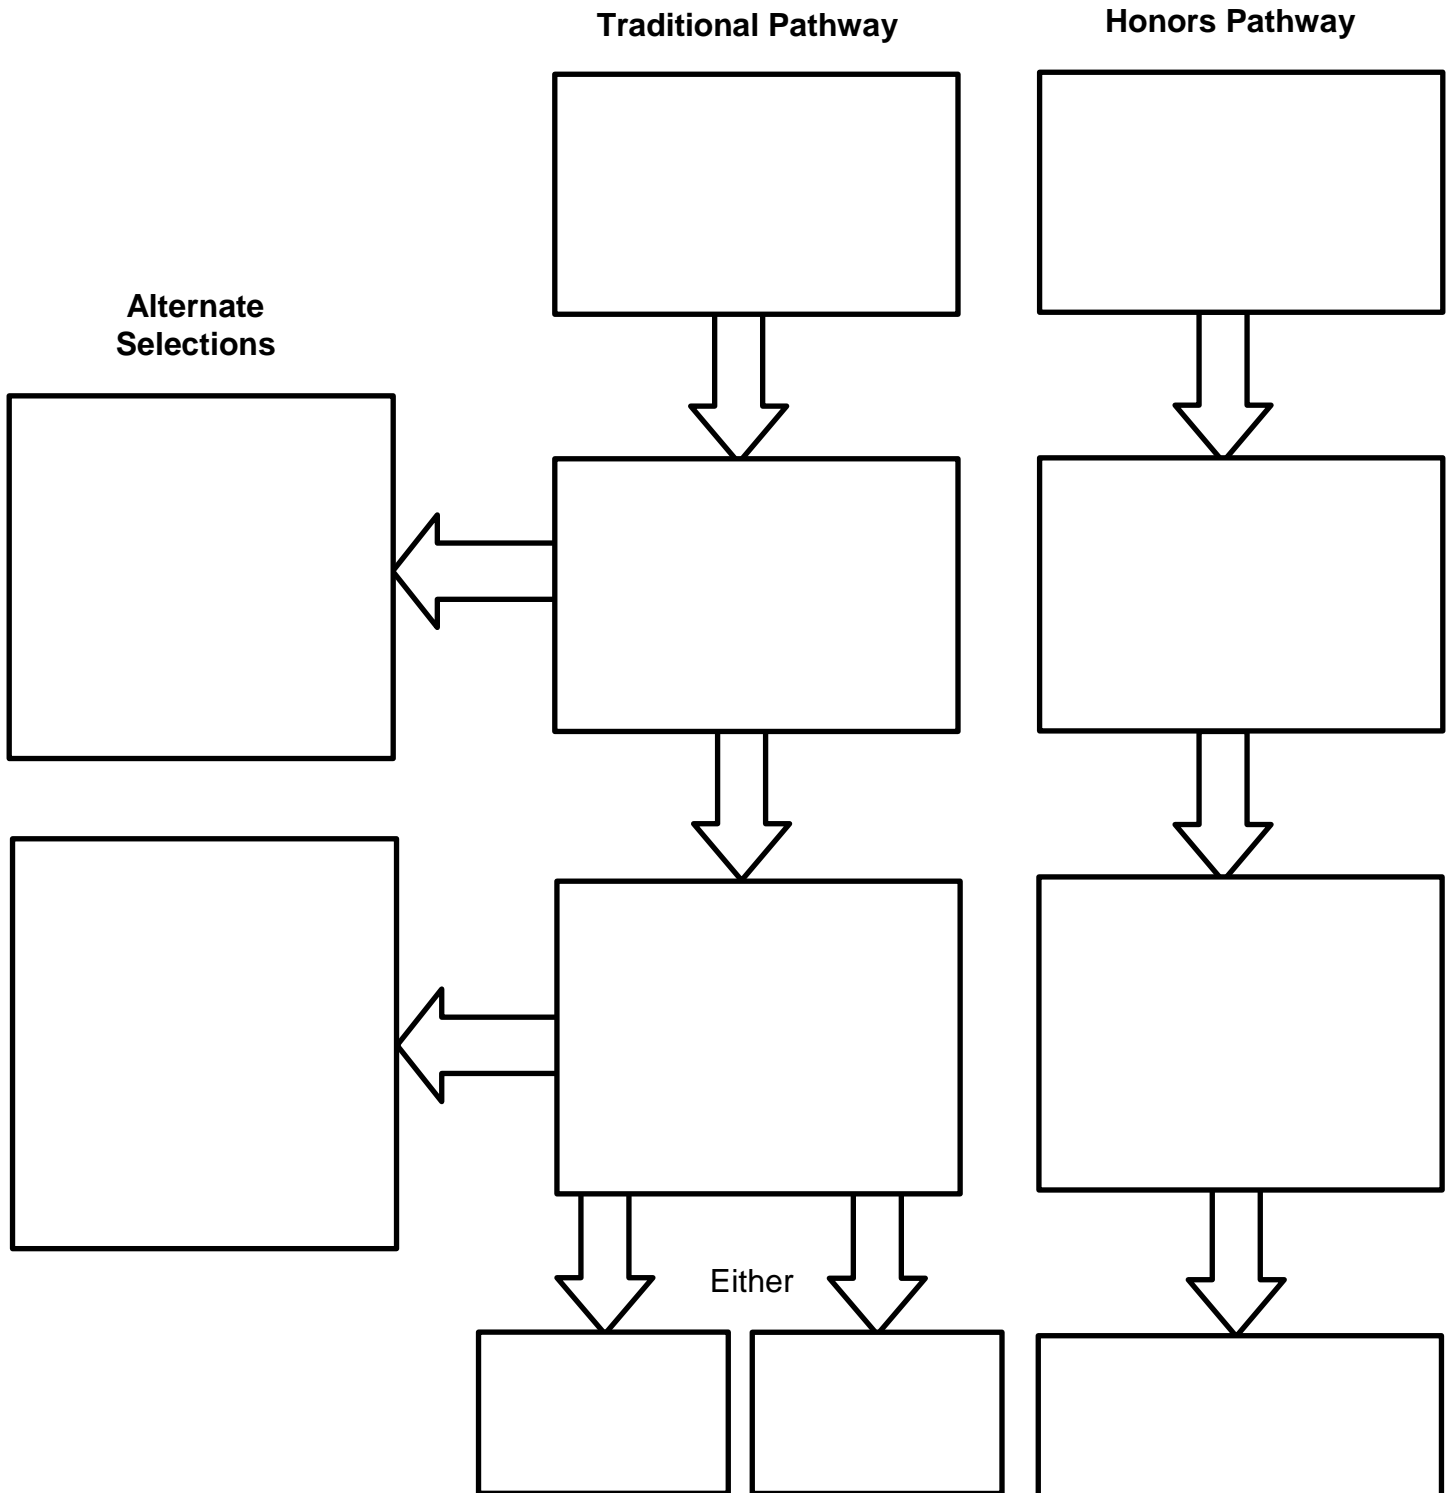 Traditional Pathway
Honors Pathway
Alternate
Selections
Either